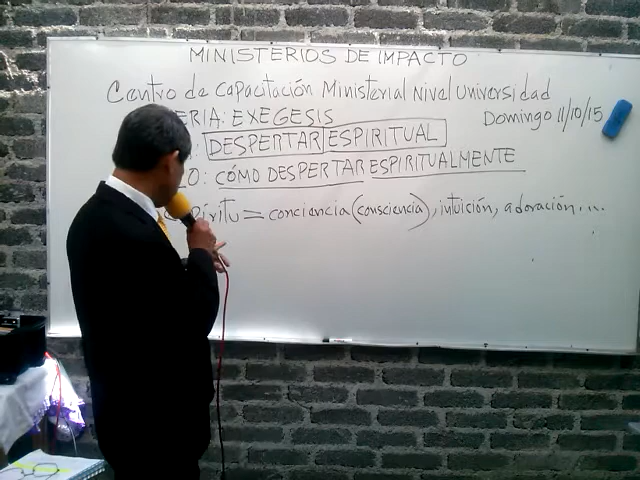 MINISTERIOS DE IMPACTO
Centro de Capacitación Ministerial Nivel Universidad
ERIA: EXEGESIS Domingo 11/10/15
: DESPERTAR ESPIRITUAL
LO: CÓMO DESPERTAR ESPIRITUALMENTE
píritu = conciencia (consciencia), intuición, adoración...